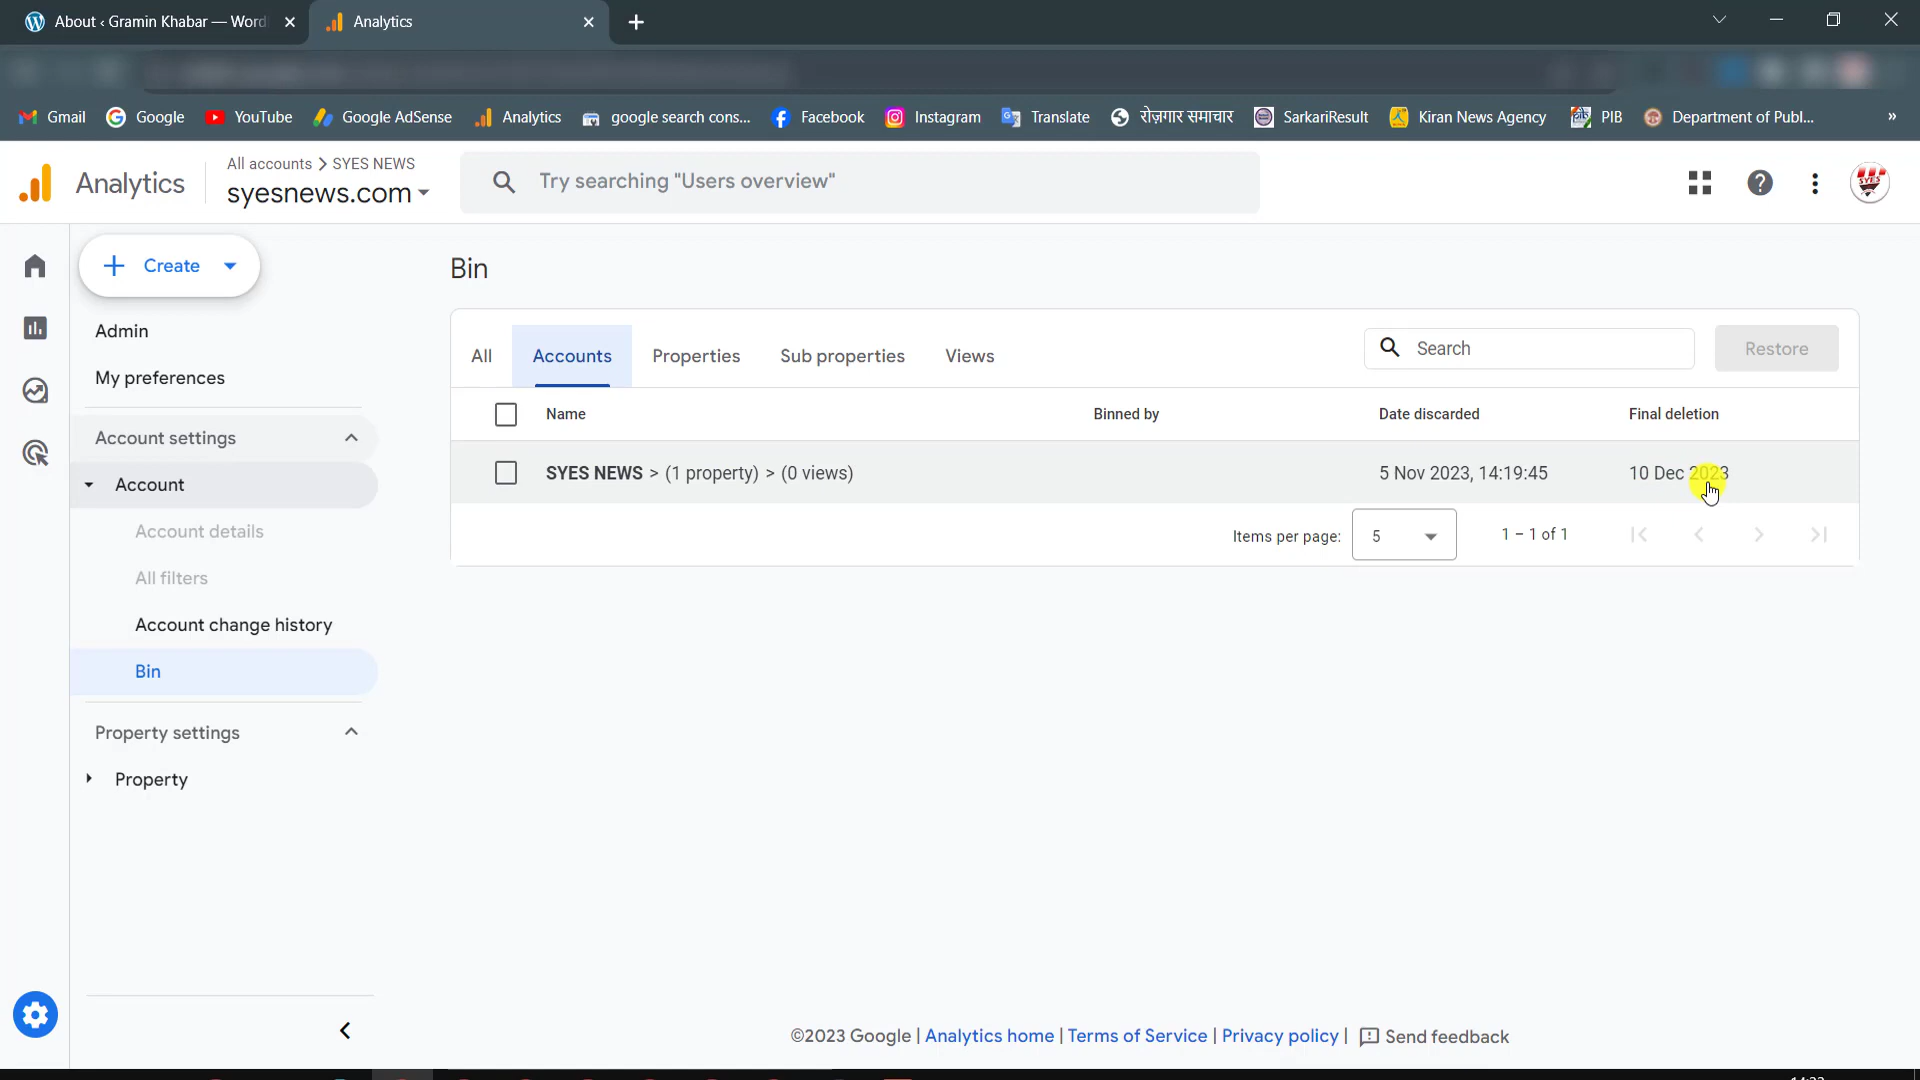 About ‹ Gramin Khabar — Word
Analytics
Gmail Google YouTube Google AdSense Analytics google search cons... Facebook Instagram Translate रोज़गार समाचार SarkariResult Kiran News Agency PIB Department of Publ... »
Analytics
All accounts > SYES NEWS
syesnews.com
Try searching "Users overview"
Create
Bin
Admin
My preferences
Account settings
Account
Account details
All filters
Account change history
Bin
Property settings
Property
All Accounts Properties Sub properties Views
Search
Restore
Name Binned by Date discarded Final deletion
SYES NEWS > (1 property) > (0 views) 5 Nov 2023, 14:19:45 10 Dec 2023
Items per page: 5 1 – 1 of 1
©2023 Google | Analytics home | Terms of Service | Privacy policy | Send feedback